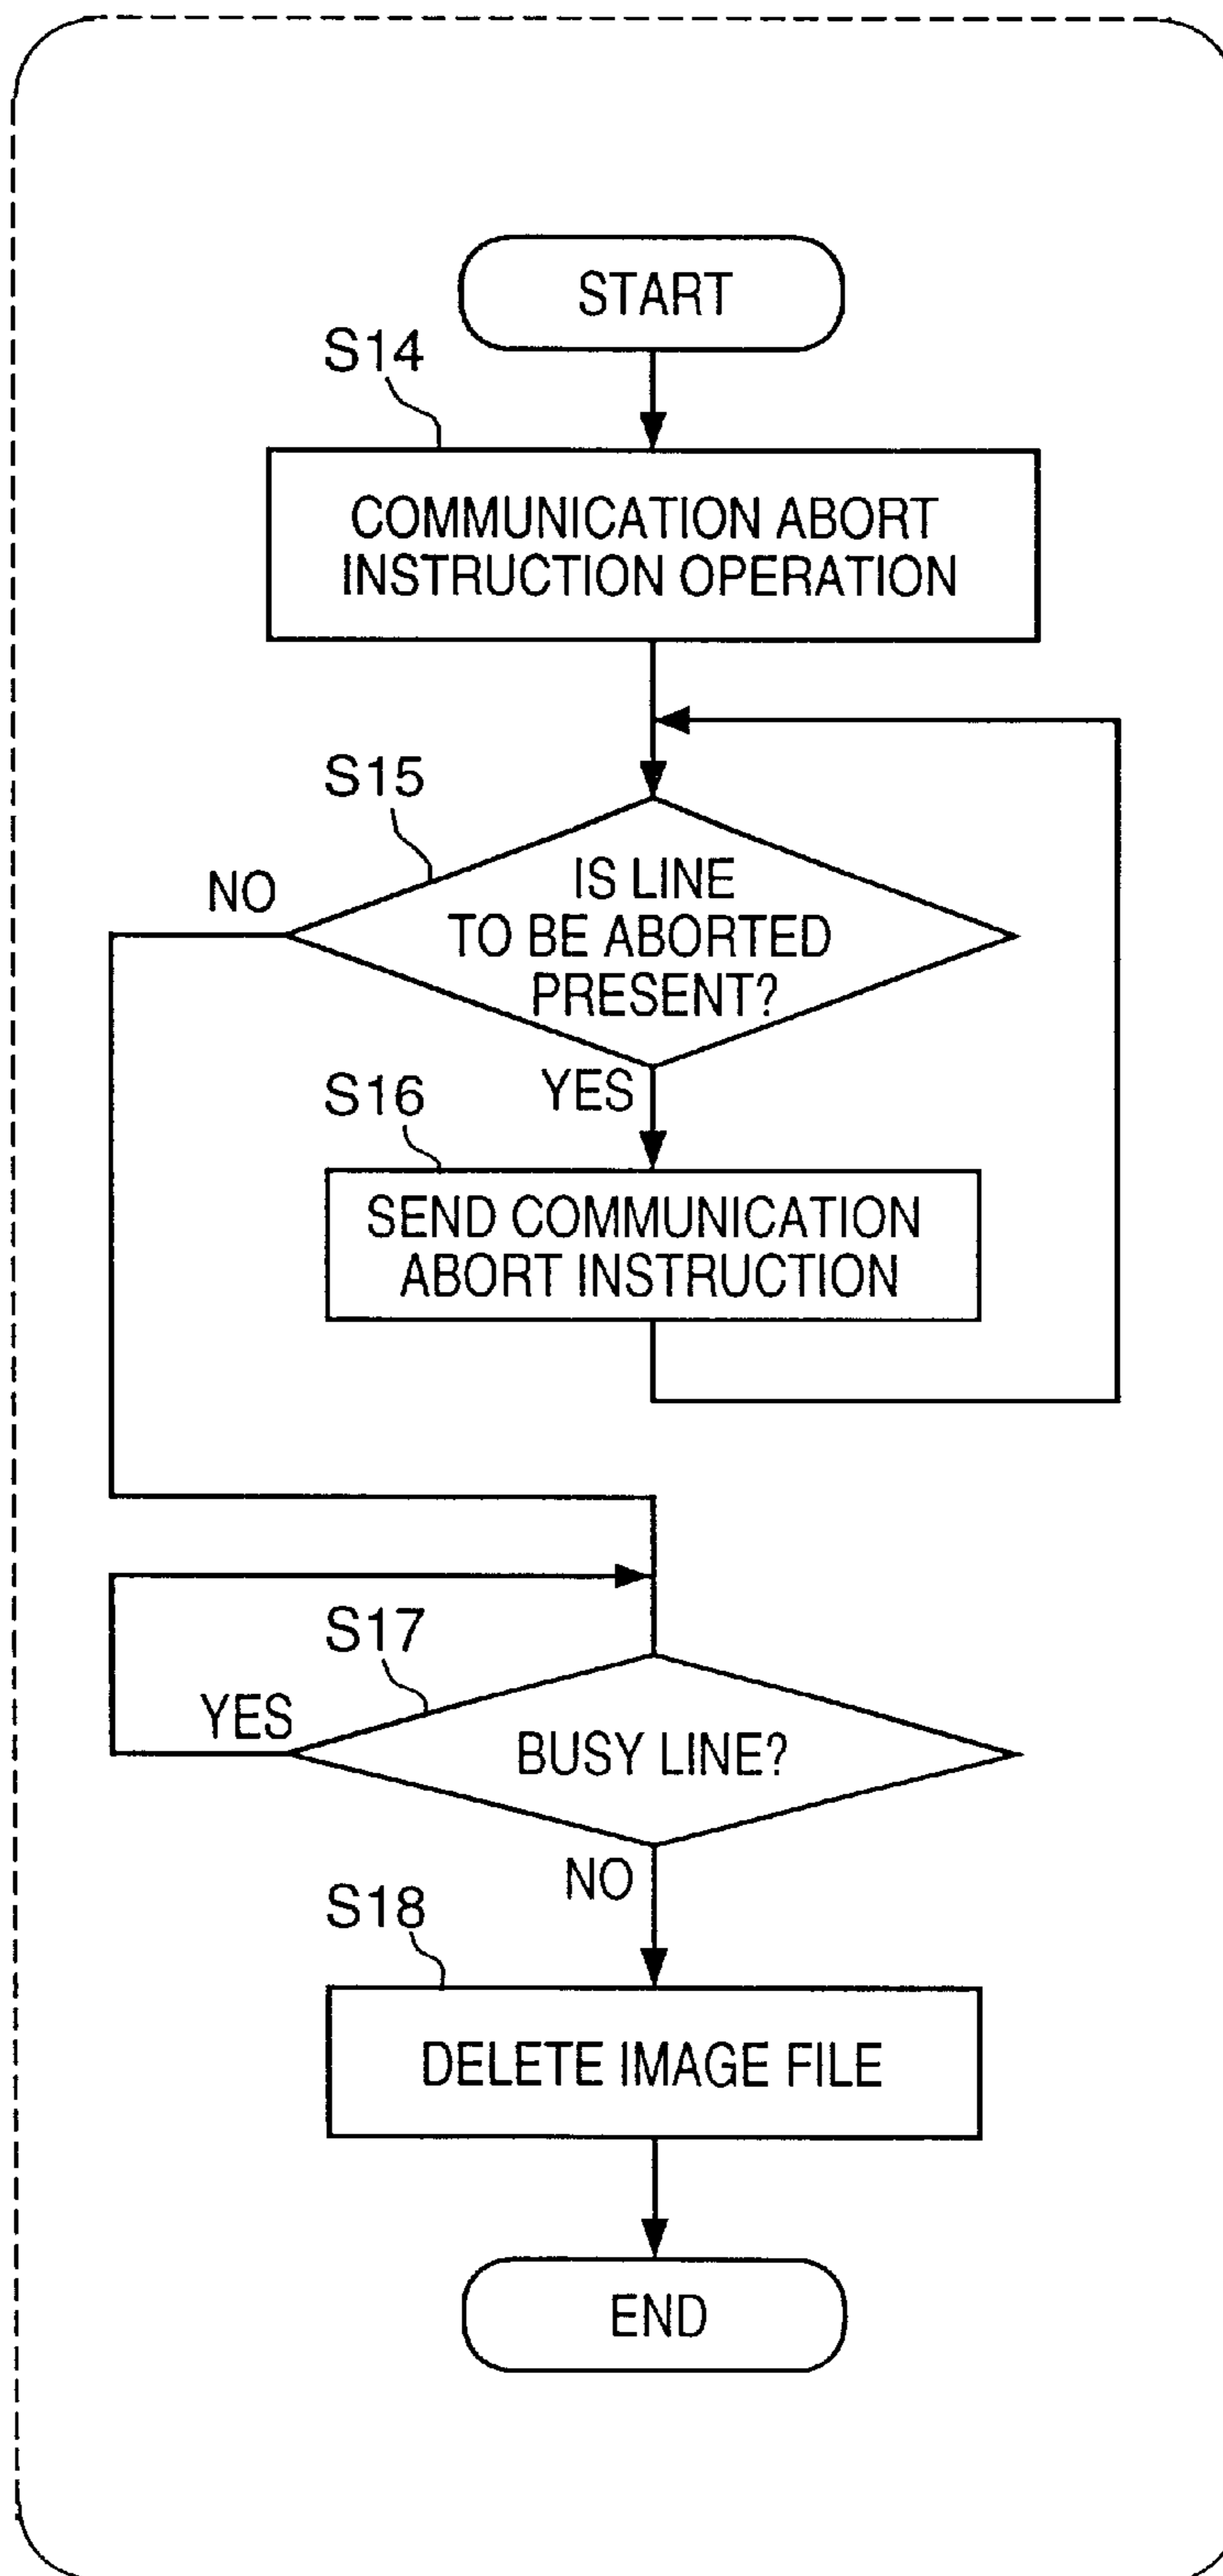 START
S14
COMMUNICATION ABORT
INSTRUCTION OPERATION
S15
NO
IS LINE
TO BE ABORTED
PRESENT?
YES
S16
SEND COMMUNICATION
ABORT INSTRUCTION
S17
YES
BUSY LINE?
NO
S18
DELETE IMAGE FILE
END